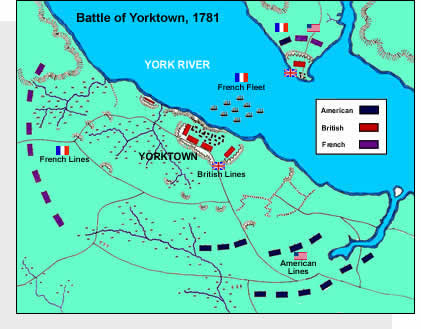 Battle of Yorktown, 1781
YORK RIVER
French Fleet
American
British
French
French Lines
YORKTOWN
British Lines
American
Lines